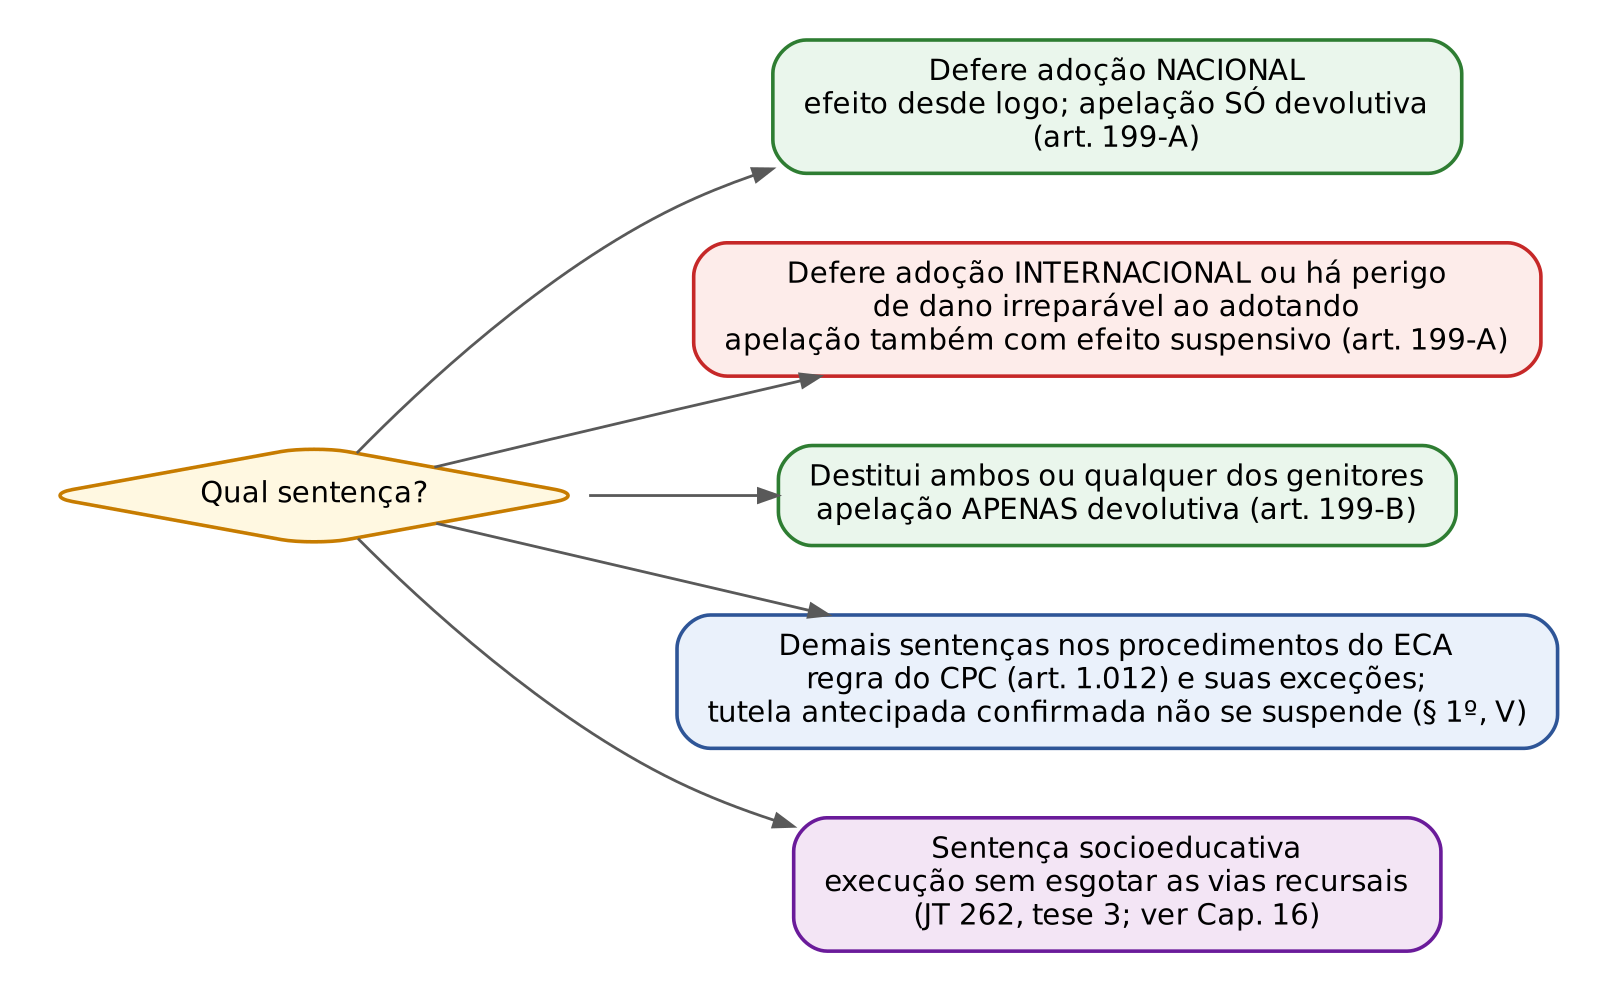 Qual sentença?
Defere adoção NACIONAL
efeito desde logo; apelação SÓ devolutiva
(art. 199-A)
Defere adoção INTERNACIONAL ou há perigo
de dano irreparável ao adotando
apelação também com efeito suspensivo (art. 199-A)
Destitui ambos ou qualquer dos genitores
apelação APENAS devolutiva (art. 199-B)
Demais sentenças nos procedimentos do ECA
regra do CPC (art. 1.012) e suas exceções;
tutela antecipada confirmada não se suspende (§ 1º, V)
Sentença socioeducativa
execução sem esgotar as vias recursais
(JT 262, tese 3; ver Cap. 16)